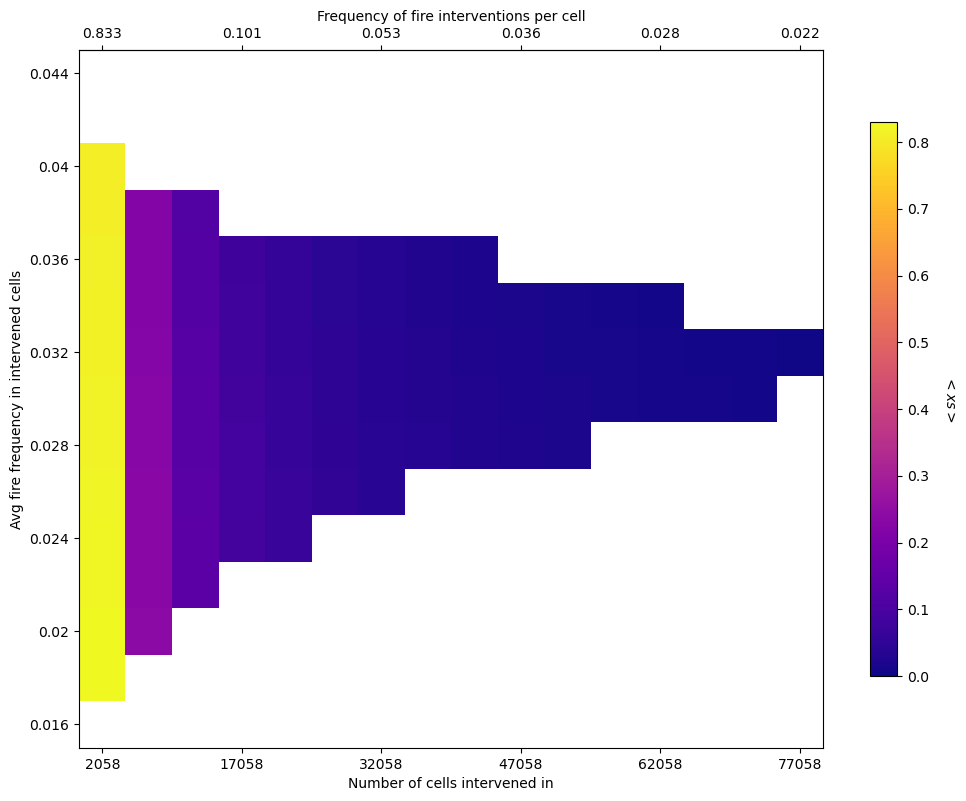 Frequency of fire interventions per cell
0.833 0.101 0.053 0.036 0.028 0.022
0.044
0.04
0.036
0.032
0.028
0.024
0.02
0.016
Avg fire frequency in intervened cells
2058 17058 32058 47058 62058 77058
Number of cells intervened in
0.8
0.7
0.6
0.5
0.4
0.3
0.2
0.1
0.0
< xs >